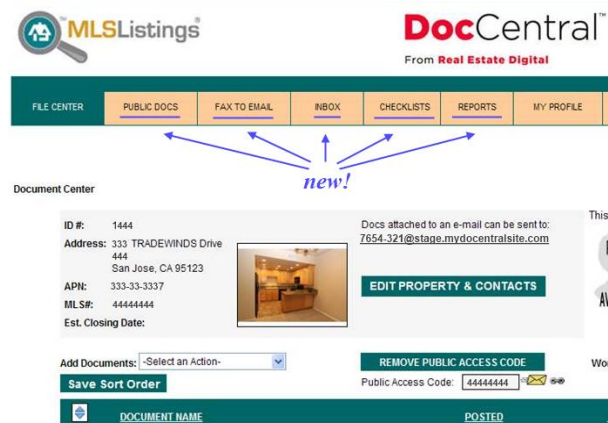 MLSListings®
DocCentral™
From Real Estate Digital
FILE CENTER PUBLIC DOCS FAX TO EMAIL INBOX CHECKLISTS REPORTS MY PROFILE
new!
Document Center
This
ID #: 1444
Docs attached to an e-mail can be sent to:
Address: 333 TRADEWINDS Drive
7654-321@stage.mydocentralsite.com
444
San Jose, CA 95123
APN: 333-33-3337
EDIT PROPERTY & CONTACTS
AV
MLS#: 44444444
Est. Closing Date:
Add Documents: -Select an Action-
REMOVE PUBLIC ACCESS CODE
Wo
Save Sort Order
Public Access Code: 44444444
DOCUMENT NAME POSTED